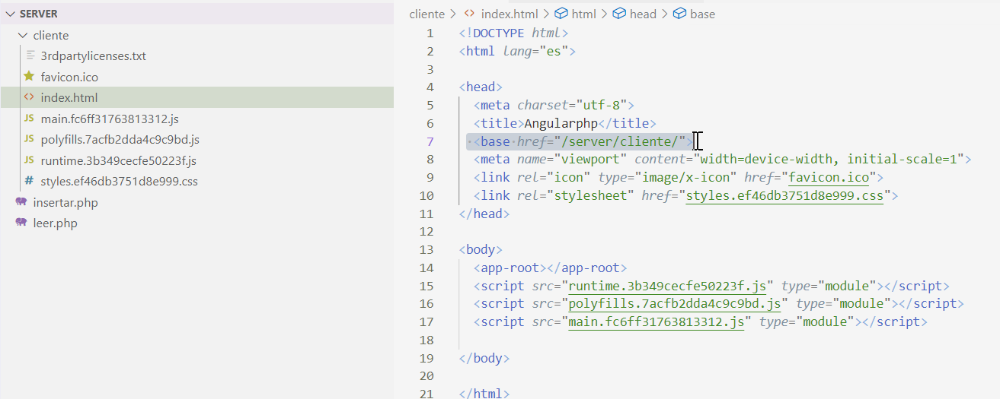 SERVER
cliente
3rdpartylicenses.txt
favicon.ico
<> index.html
JS main.fc6ff31763813312.js
JS polyfills.7acfb2dda4c9c9bd.js
JS runtime.3b349cecfe50223f.js
# styles.ef46db3751d8e999.css
insertar.php
leer.php
cliente > <> index.html > html > head > base
1 <!DOCTYPE html>
2 <html lang="es">
3
4 <head>
5 <meta charset="utf-8">
6 <title>Angularphp</title>
7 <base href="/server/cliente/">
8 <meta name="viewport" content="width=device-width, initial-scale=1">
9 <link rel="icon" type="image/x-icon" href="favicon.ico">
10 <link rel="stylesheet" href="styles.ef46db3751d8e999.css">
11 </head>
12
13 <body>
14 <app-root></app-root>
15 <script src="runtime.3b349cecfe50223f.js" type="module"></script>
16 <script src="polyfills.7acfb2dda4c9c9bd.js" type="module"></script>
17 <script src="main.fc6ff31763813312.js" type="module"></script>
18
19 </body>
20
21 </html>